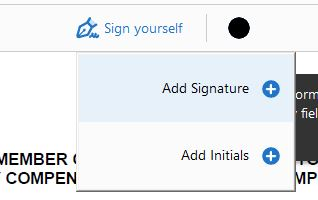 Sign yourself
Add Signature
Add Initials
MEMBER